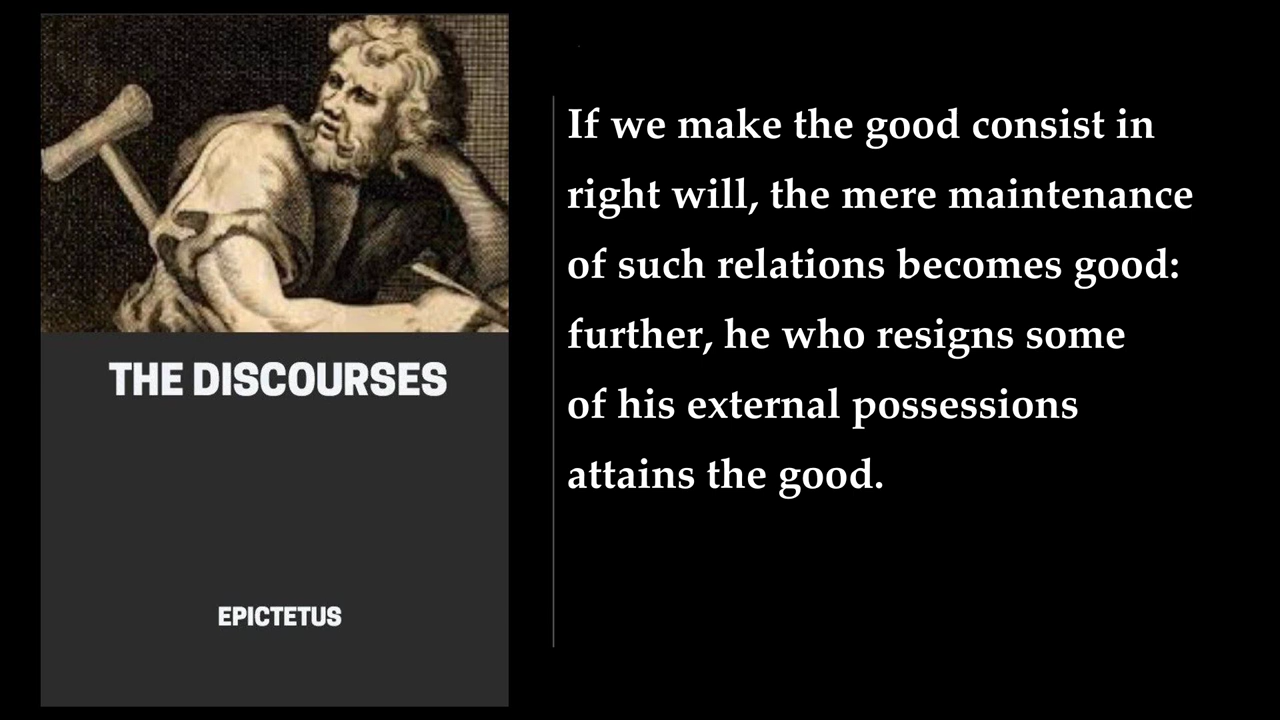 THE DISCOURSES
EPICTETUS
If we make the good consist in
right will, the mere maintenance
of such relations becomes good:
further, he who resigns some
of his external possessions
attains the good.